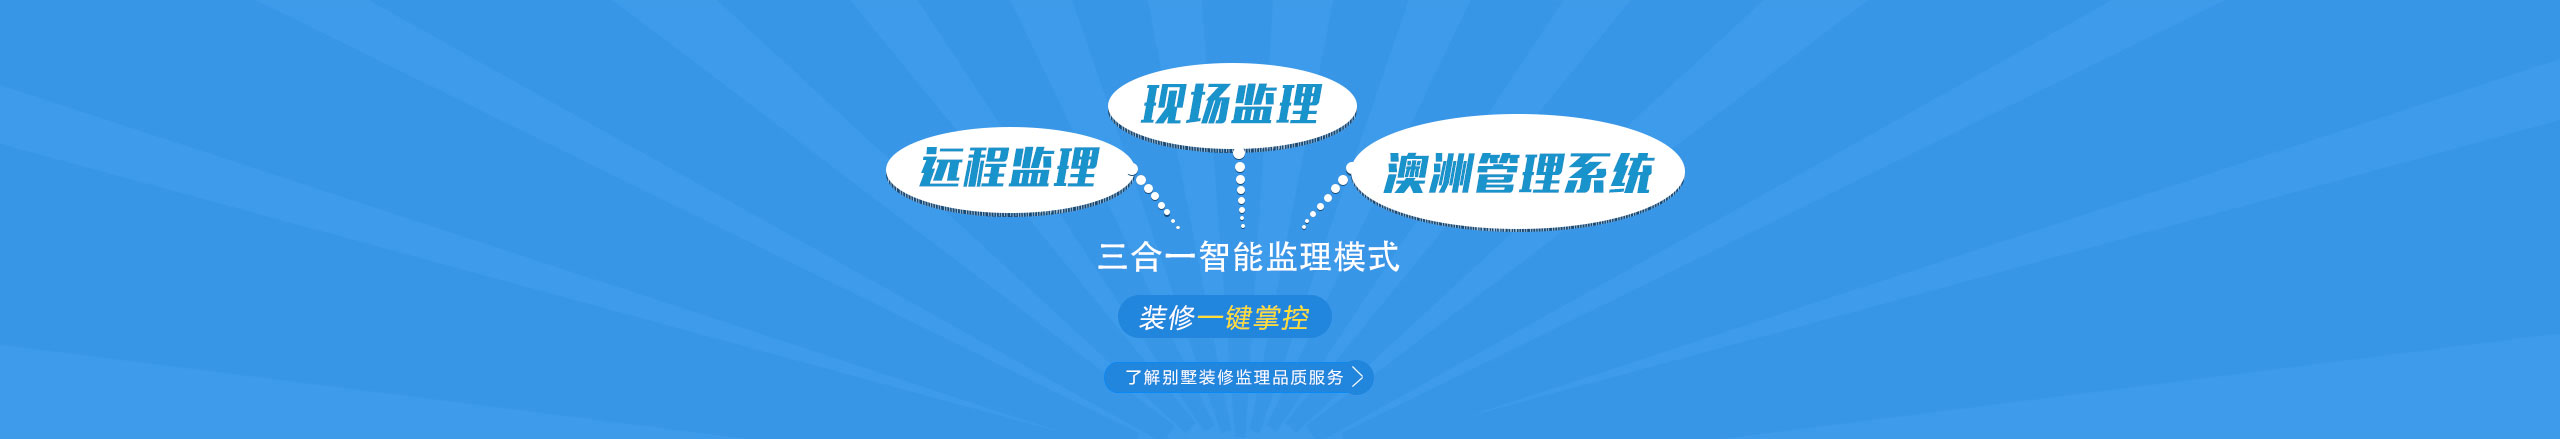 现场监理
远程监理
澳洲管理系统
三合一智能监理模式
装修一键掌控
了解别墅装修监理品质服务